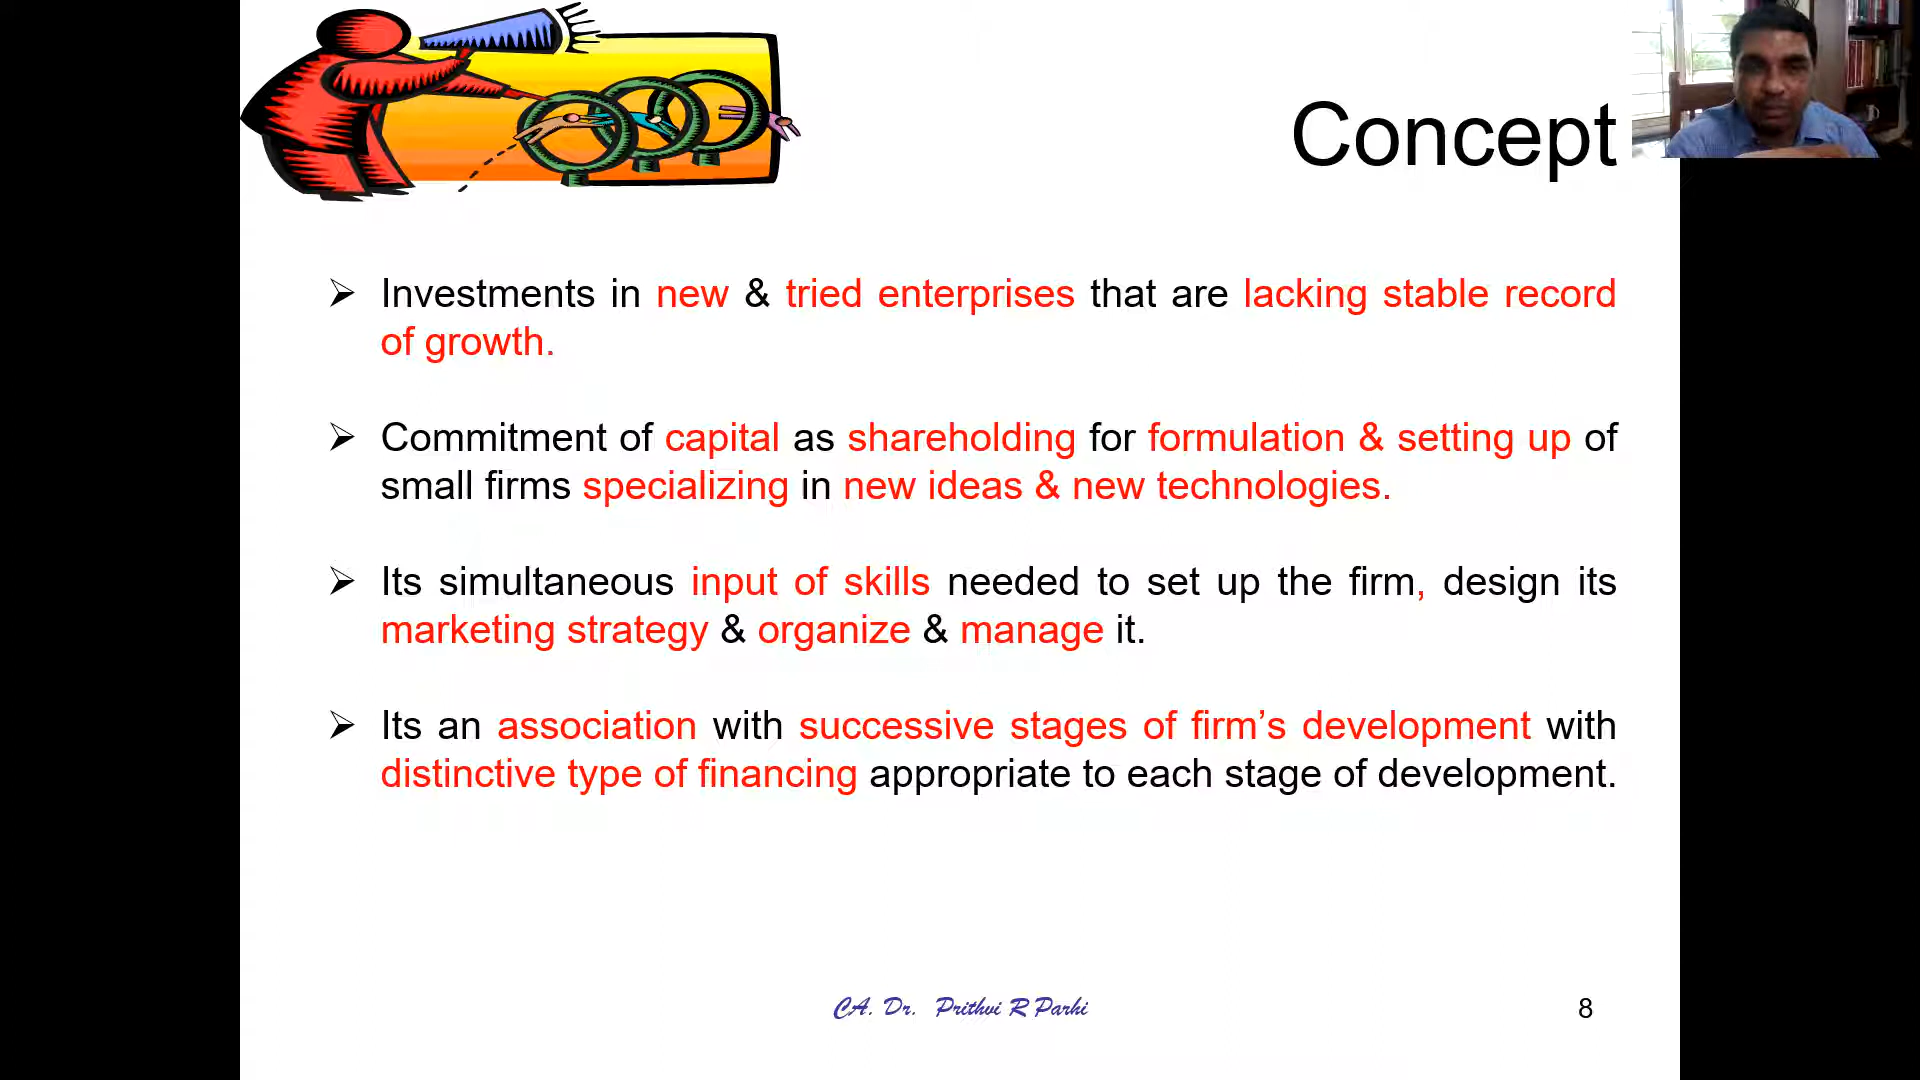 Concept
Investments in new & tried enterprises that are lacking stable record
of growth.
Commitment of capital as shareholding for formulation & setting up of
small firms specializing in new ideas & new technologies.
Its simultaneous input of skills needed to set up the firm, design its
marketing strategy & organize & manage it.
Its an association with successive stages of firm’s development with
distinctive type of financing appropriate to each stage of development.
CA. Dr. Prithvi R Parhi
8